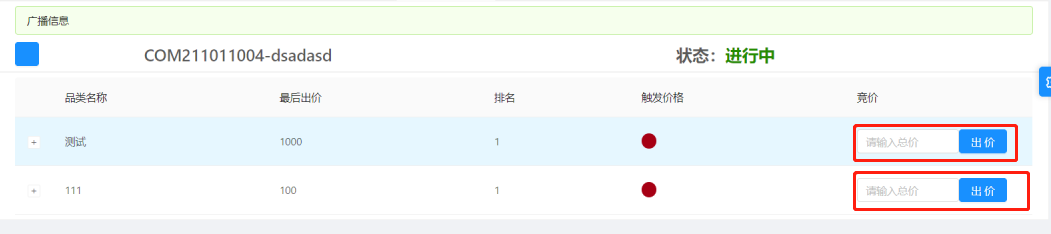 广播信息
COM211011004-dsadasd 状态：进行中
品类名称 最后出价 排名 触发价格 竞价
+ 测试 1000 1 请输入总价 出价
+ 111 100 1 请输入总价 出价